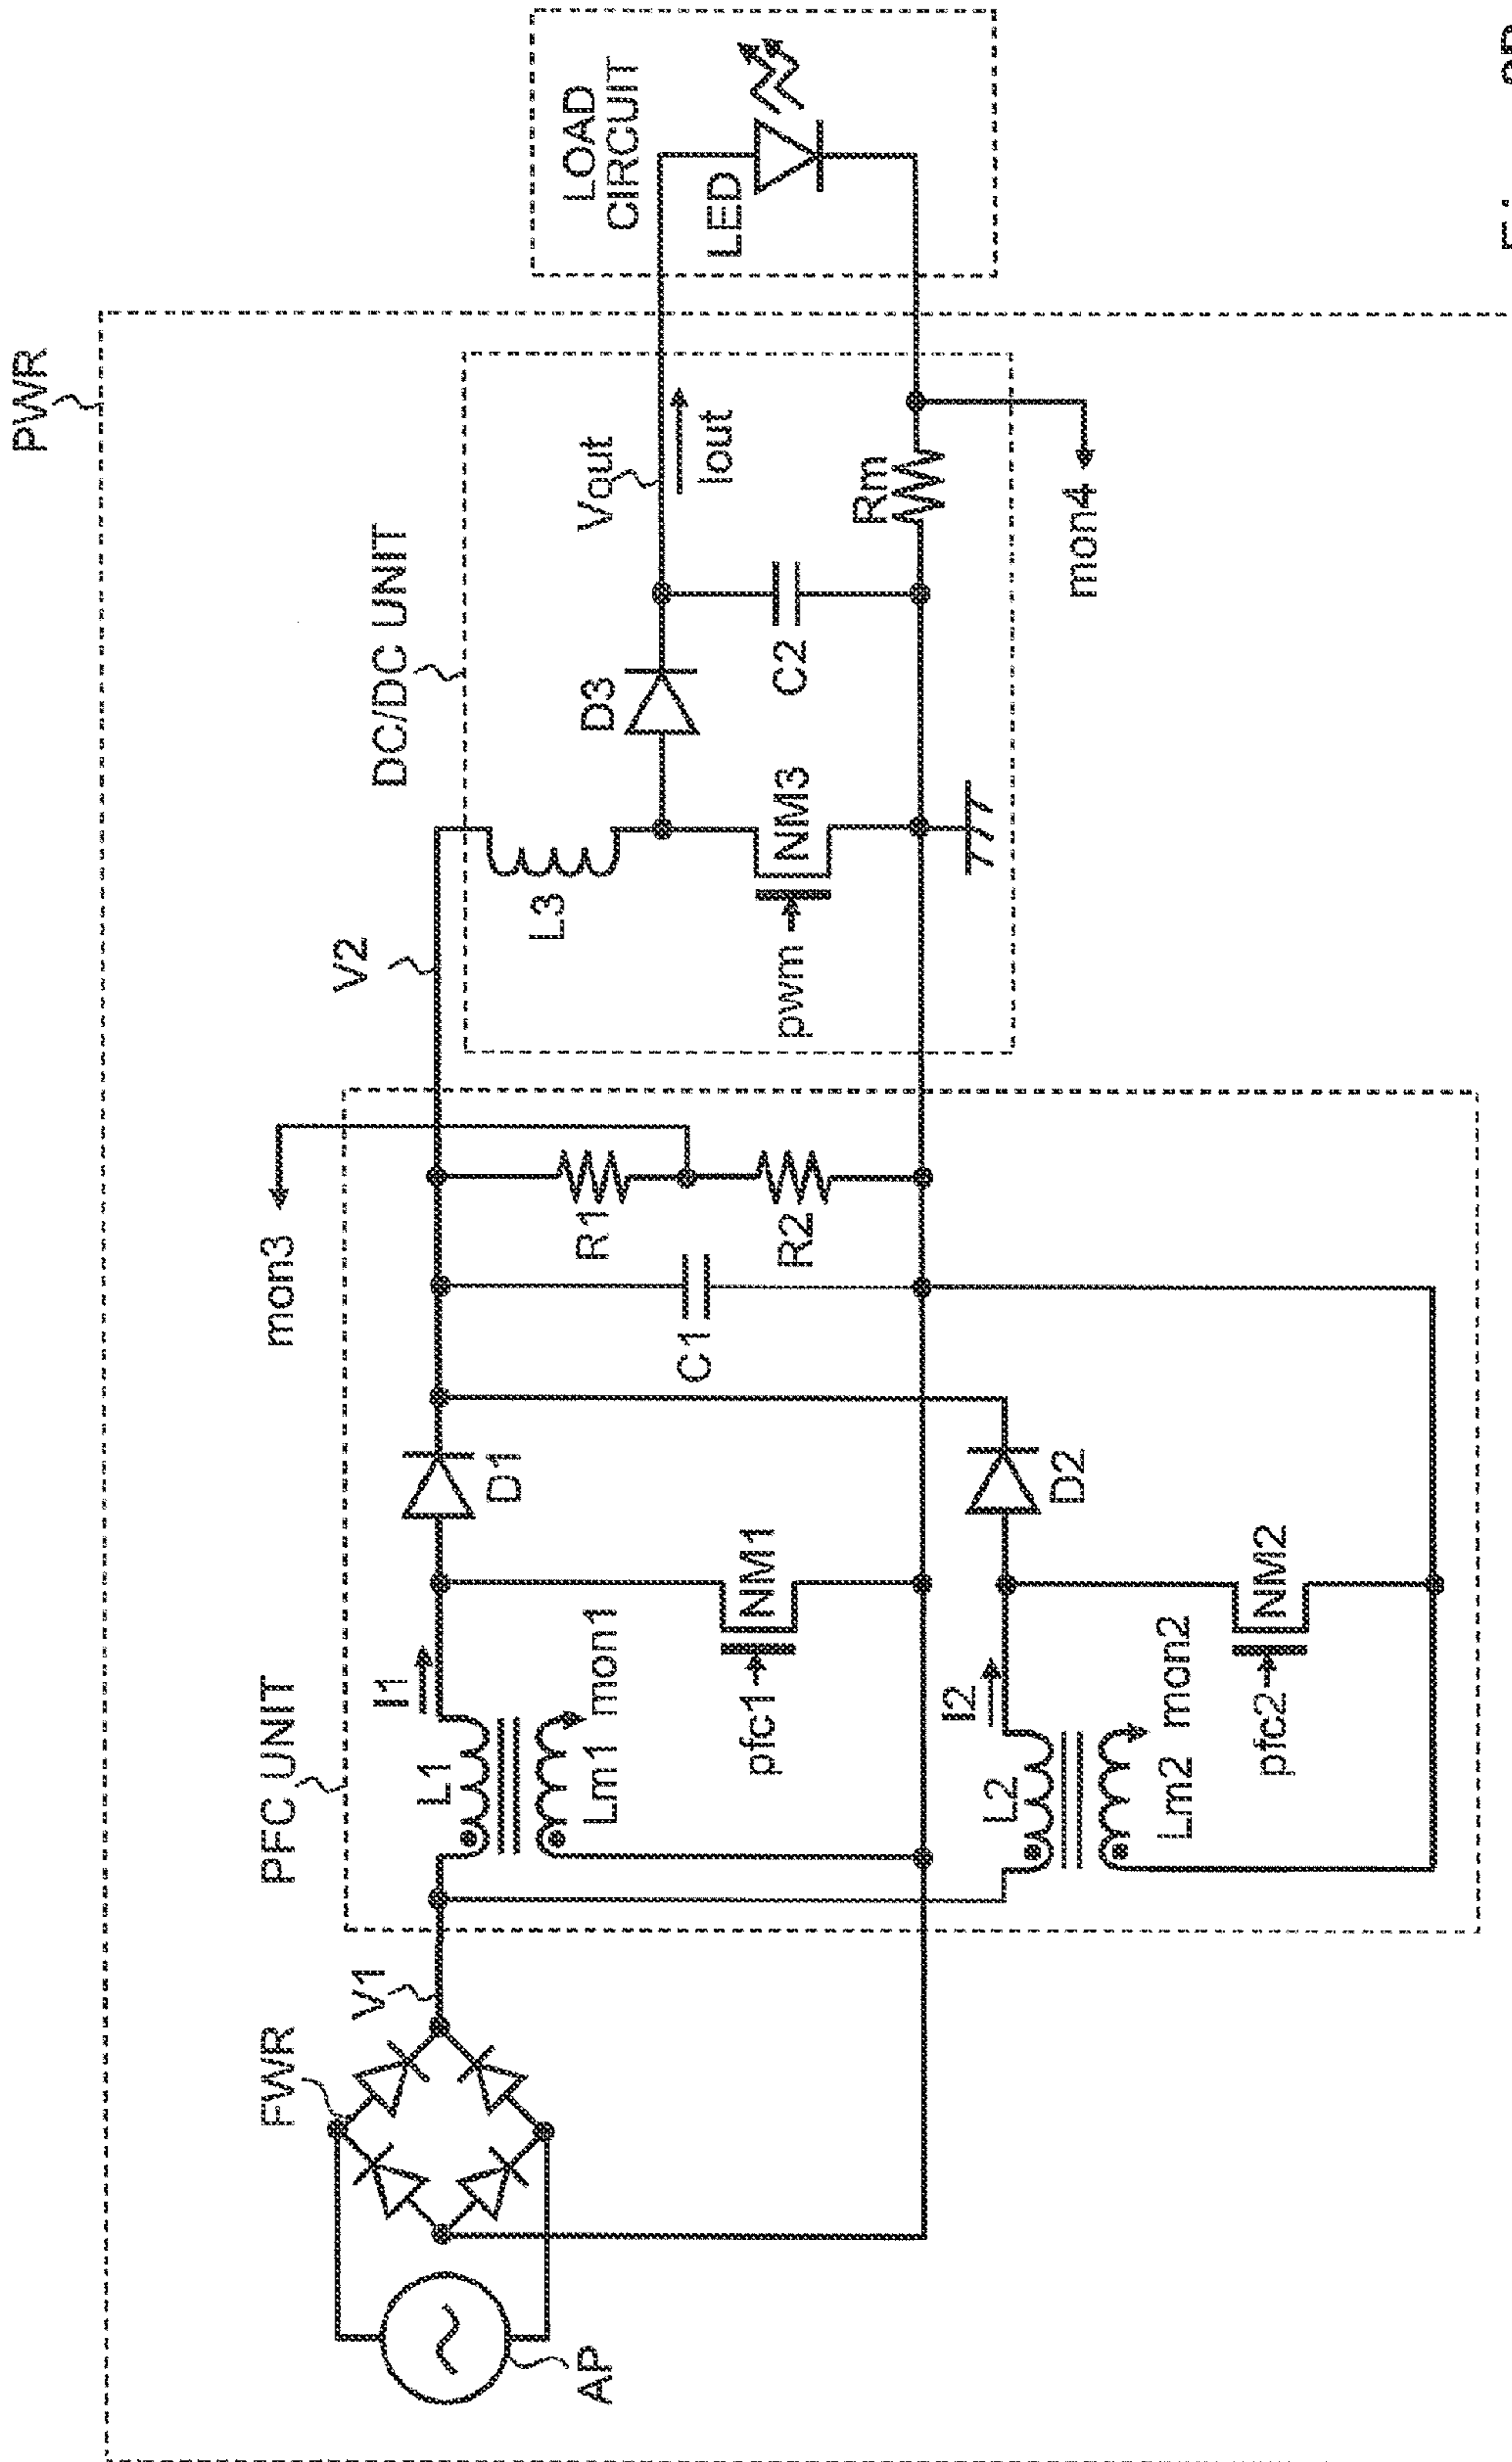 PWR
PFC UNIT
DC/DC UNIT
LOAD
CIRCUIT
FWR
V1
V2
mon3
AP
L1
I1
Lm1 mon1
D1
pfc1
NM1
C1
R1
R2
L2
I2
Lm2 mon2
D2
pfc2
NM2
L3
pwm
NM3
D3
C2
Vout
Iout
Rm
mon4
LED